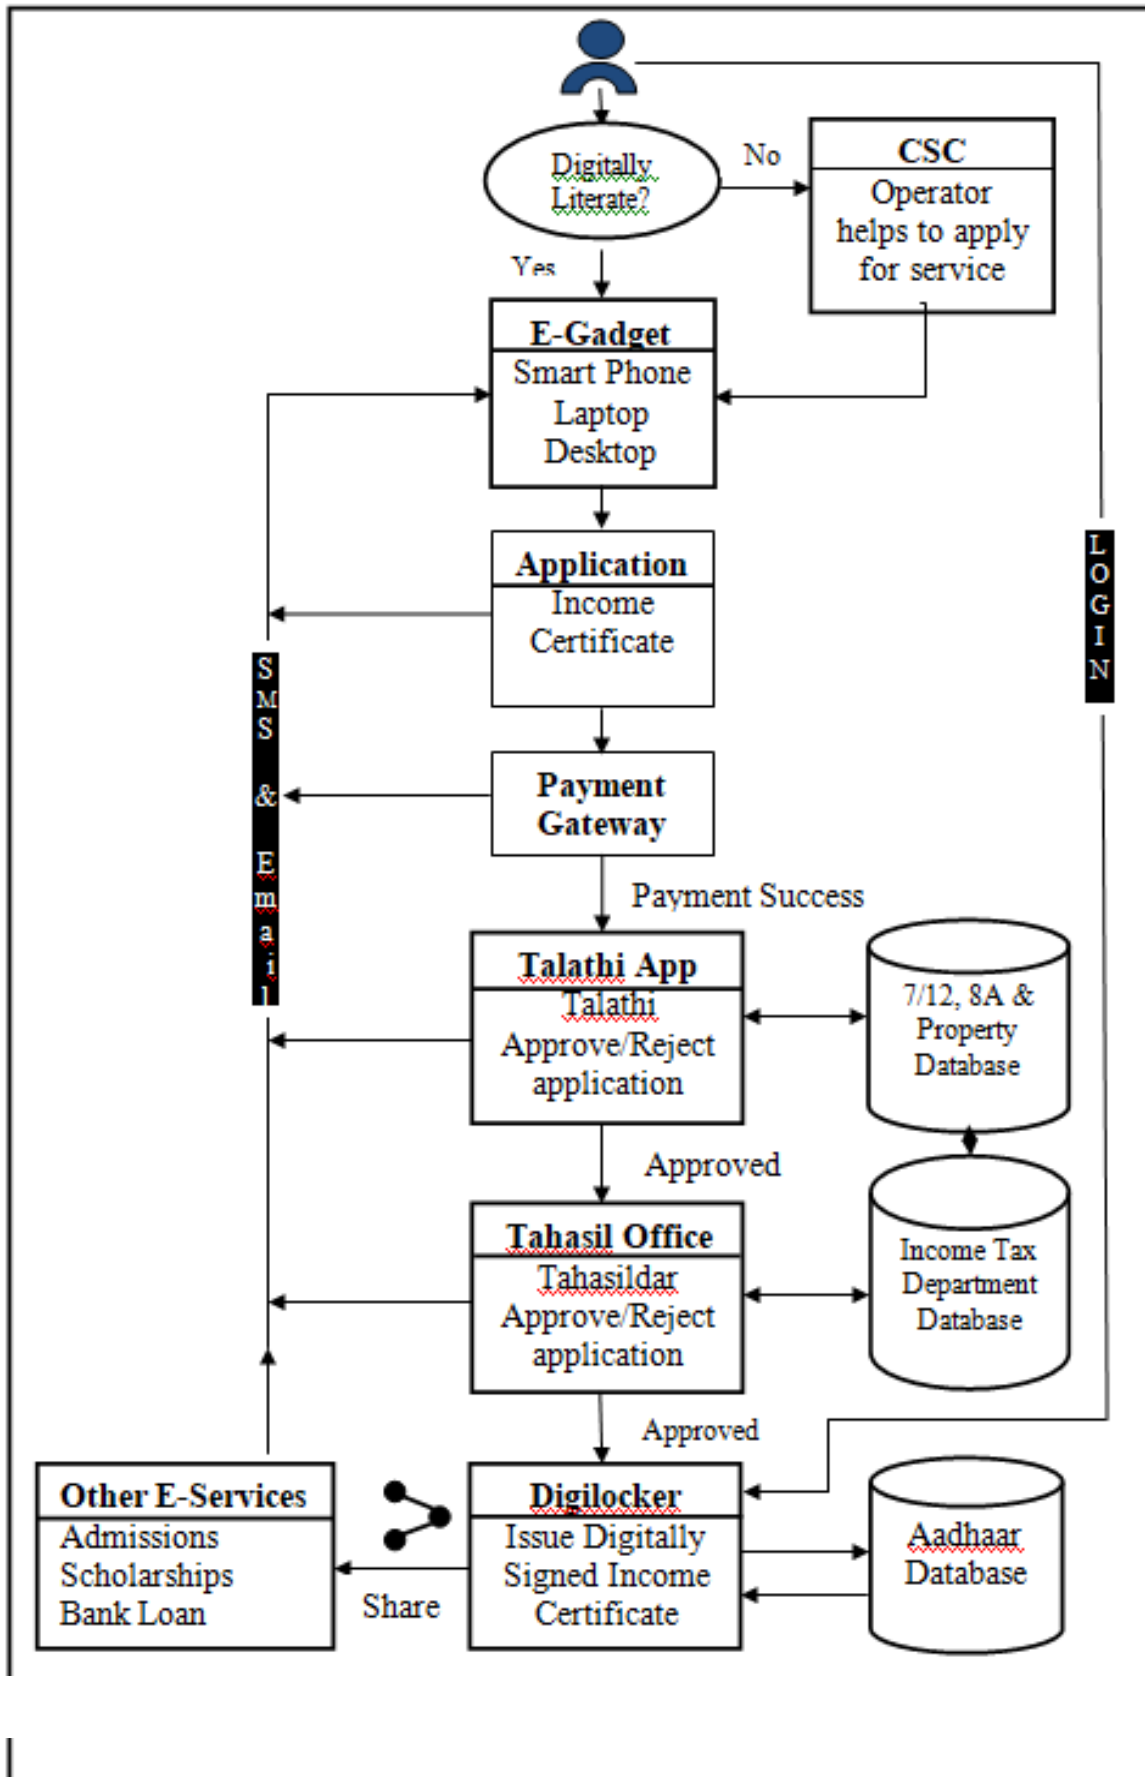 Digitally
Literate?
No
CSC
Operator
helps to apply
for service
Yes
E-Gadget
Smart Phone
Laptop
Desktop
LOGIN
Application
Income
Certificate
SMS & Email
Payment
Gateway
Payment Success
Talathi App
Talathi
Approve/Reject
application
7/12, 8A &
Property
Database
Approved
Tahasil Office
Tahasildar
Approve/Reject
application
Income Tax
Department
Database
Approved
Other E-Services
Admissions
Scholarships
Bank Loan
Share
Digilocker
Issue Digitally
Signed Income
Certificate
Aadhaar
Database